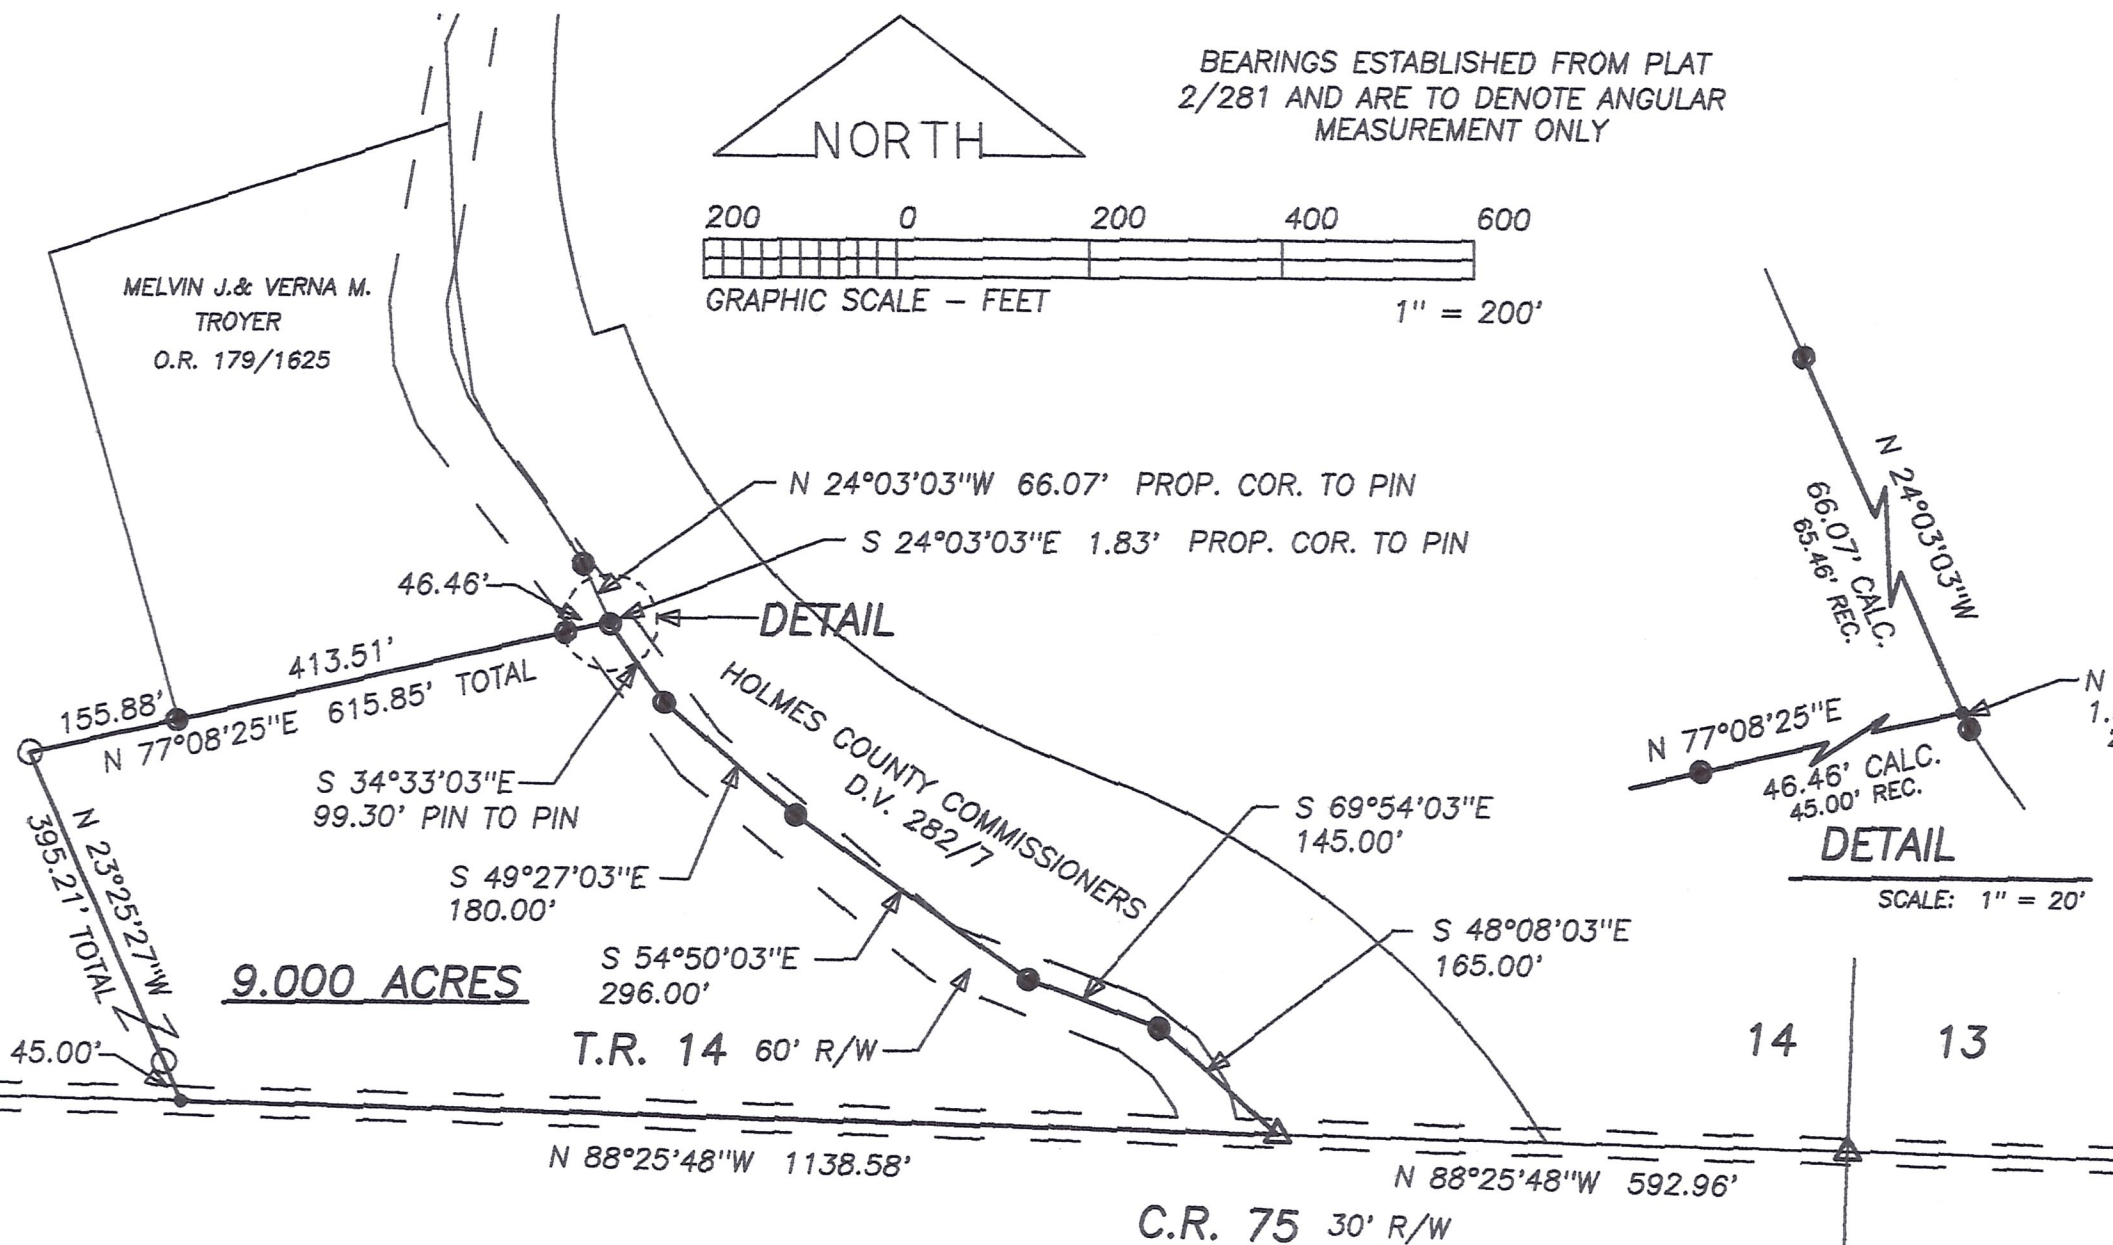 BEARINGS ESTABLISHED FROM PLAT
2/281 AND ARE TO DENOTE ANGULAR
MEASUREMENT ONLY
NORTH
200 0 200 400 600
GRAPHIC SCALE – FEET
1" = 200'
MELVIN J.& VERNA M.
TROYER
O.R. 179/1625
N 24°03'03"W 66.07' PROP. COR. TO PIN
S 24°03'03"E 1.83' PROP. COR. TO PIN
46.46'
DETAIL
413.51'
155.88'
N 77°08'25"E 615.85' TOTAL
S 34°33'03"E
99.30' PIN TO PIN
HOLMES COUNTY COMMISSIONERS
D.V. 282/7
S 49°27'03"E
180.00'
S 69°54'03"E
145.00'
N 23°25'27"W
395.21' TOTAL
S 54°50'03"E
296.00'
S 48°08'03"E
165.00'
9.000 ACRES
T.R. 14 60' R/W
45.00'
N 88°25'48"W 1138.58'
N 88°25'48"W 592.96'
C.R. 75 30' R/W
N 24°03'03"W
66.07' CALC.
65.46' REC.
N
1.
N 77°08'25"E
46.46' CALC.
45.00' REC.
DETAIL
SCALE: 1" = 20'
14 13